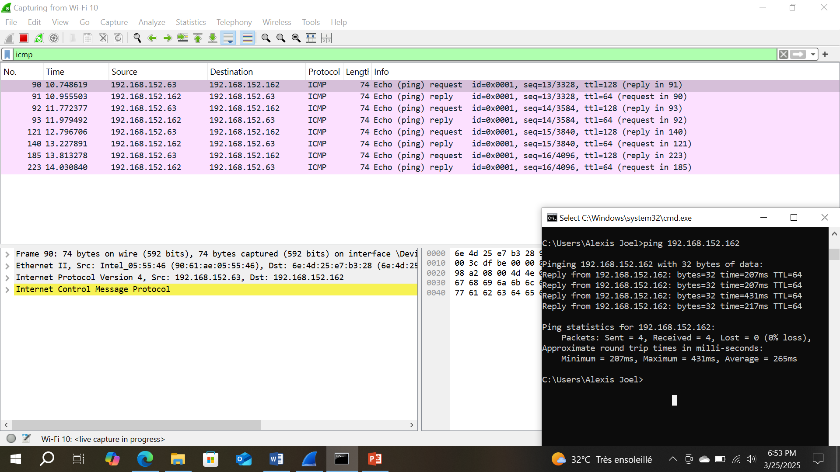 Capturing from Wi-Fi 10
File Edit View Go Capture Analyze Statistics Telephony Wireless Tools Help
icmp
No. Time Source Destination Protocol Length Info
90 10.748619 192.168.152.63 192.168.152.162 ICMP 74 Echo (ping) request id=0x0001, seq=13/3328, ttl=128 (reply in 91)
91 10.955503 192.168.152.162 192.168.152.63 ICMP 74 Echo (ping) reply id=0x0001, seq=13/3328, ttl=64 (request in 90)
92 11.772377 192.168.152.63 192.168.152.162 ICMP 74 Echo (ping) request id=0x0001, seq=14/3584, ttl=128 (reply in 93)
93 11.979492 192.168.152.162 192.168.152.63 ICMP 74 Echo (ping) reply id=0x0001, seq=14/3584, ttl=64 (request in 92)
121 12.796706 192.168.152.63 192.168.152.162 ICMP 74 Echo (ping) request id=0x0001, seq=15/3840, ttl=128 (reply in 140)
140 13.227891 192.168.152.162 192.168.152.63 ICMP 74 Echo (ping) reply id=0x0001, seq=15/3840, ttl=64 (request in 121)
185 13.813278 192.168.152.63 192.168.152.162 ICMP 74 Echo (ping) request id=0x0001, seq=16/4096, ttl=128 (reply in 223)
223 14.030840 192.168.152.162 192.168.152.63 ICMP 74 Echo (ping) reply id=0x0001, seq=16/4096, ttl=64 (request in 185)
Frame 90: 74 bytes on wire (592 bits), 74 bytes captured (592 bits) on interface \Devi
Ethernet II, Src: Intel_05:55:46 (90:61:ae:05:55:46), Dst: 6e:4d:25:e7:b3:28 (6e:4d:25
Internet Protocol Version 4, Src: 192.168.152.63, Dst: 192.168.152.162
Internet Control Message Protocol
0000 6e 4d 25 e7 b3 28
0010 00 3c df be 00 00
0020 98 a2 08 00 4d 4e
0030 67 68 69 6a 6b 6c
0040 77 61 62 63 64 65
Select C:\Windows\system32\cmd.exe
C:\Users\Alexis Joel>ping 192.168.152.162
Pinging 192.168.152.162 with 32 bytes of data:
Reply from 192.168.152.162: bytes=32 time=207ms TTL=64
Reply from 192.168.152.162: bytes=32 time=207ms TTL=64
Reply from 192.168.152.162: bytes=32 time=431ms TTL=64
Reply from 192.168.152.162: bytes=32 time=217ms TTL=64
Ping statistics for 192.168.152.162:
Packets: Sent = 4, Received = 4, Lost = 0 (0% loss),
Approximate round trip times in milli-seconds:
Minimum = 207ms, Maximum = 431ms, Average = 265ms
C:\Users\Alexis Joel>
Wi-Fi 10: <live capture in progress>
32°C Très ensoleillé
6:53 PM
3/25/2025